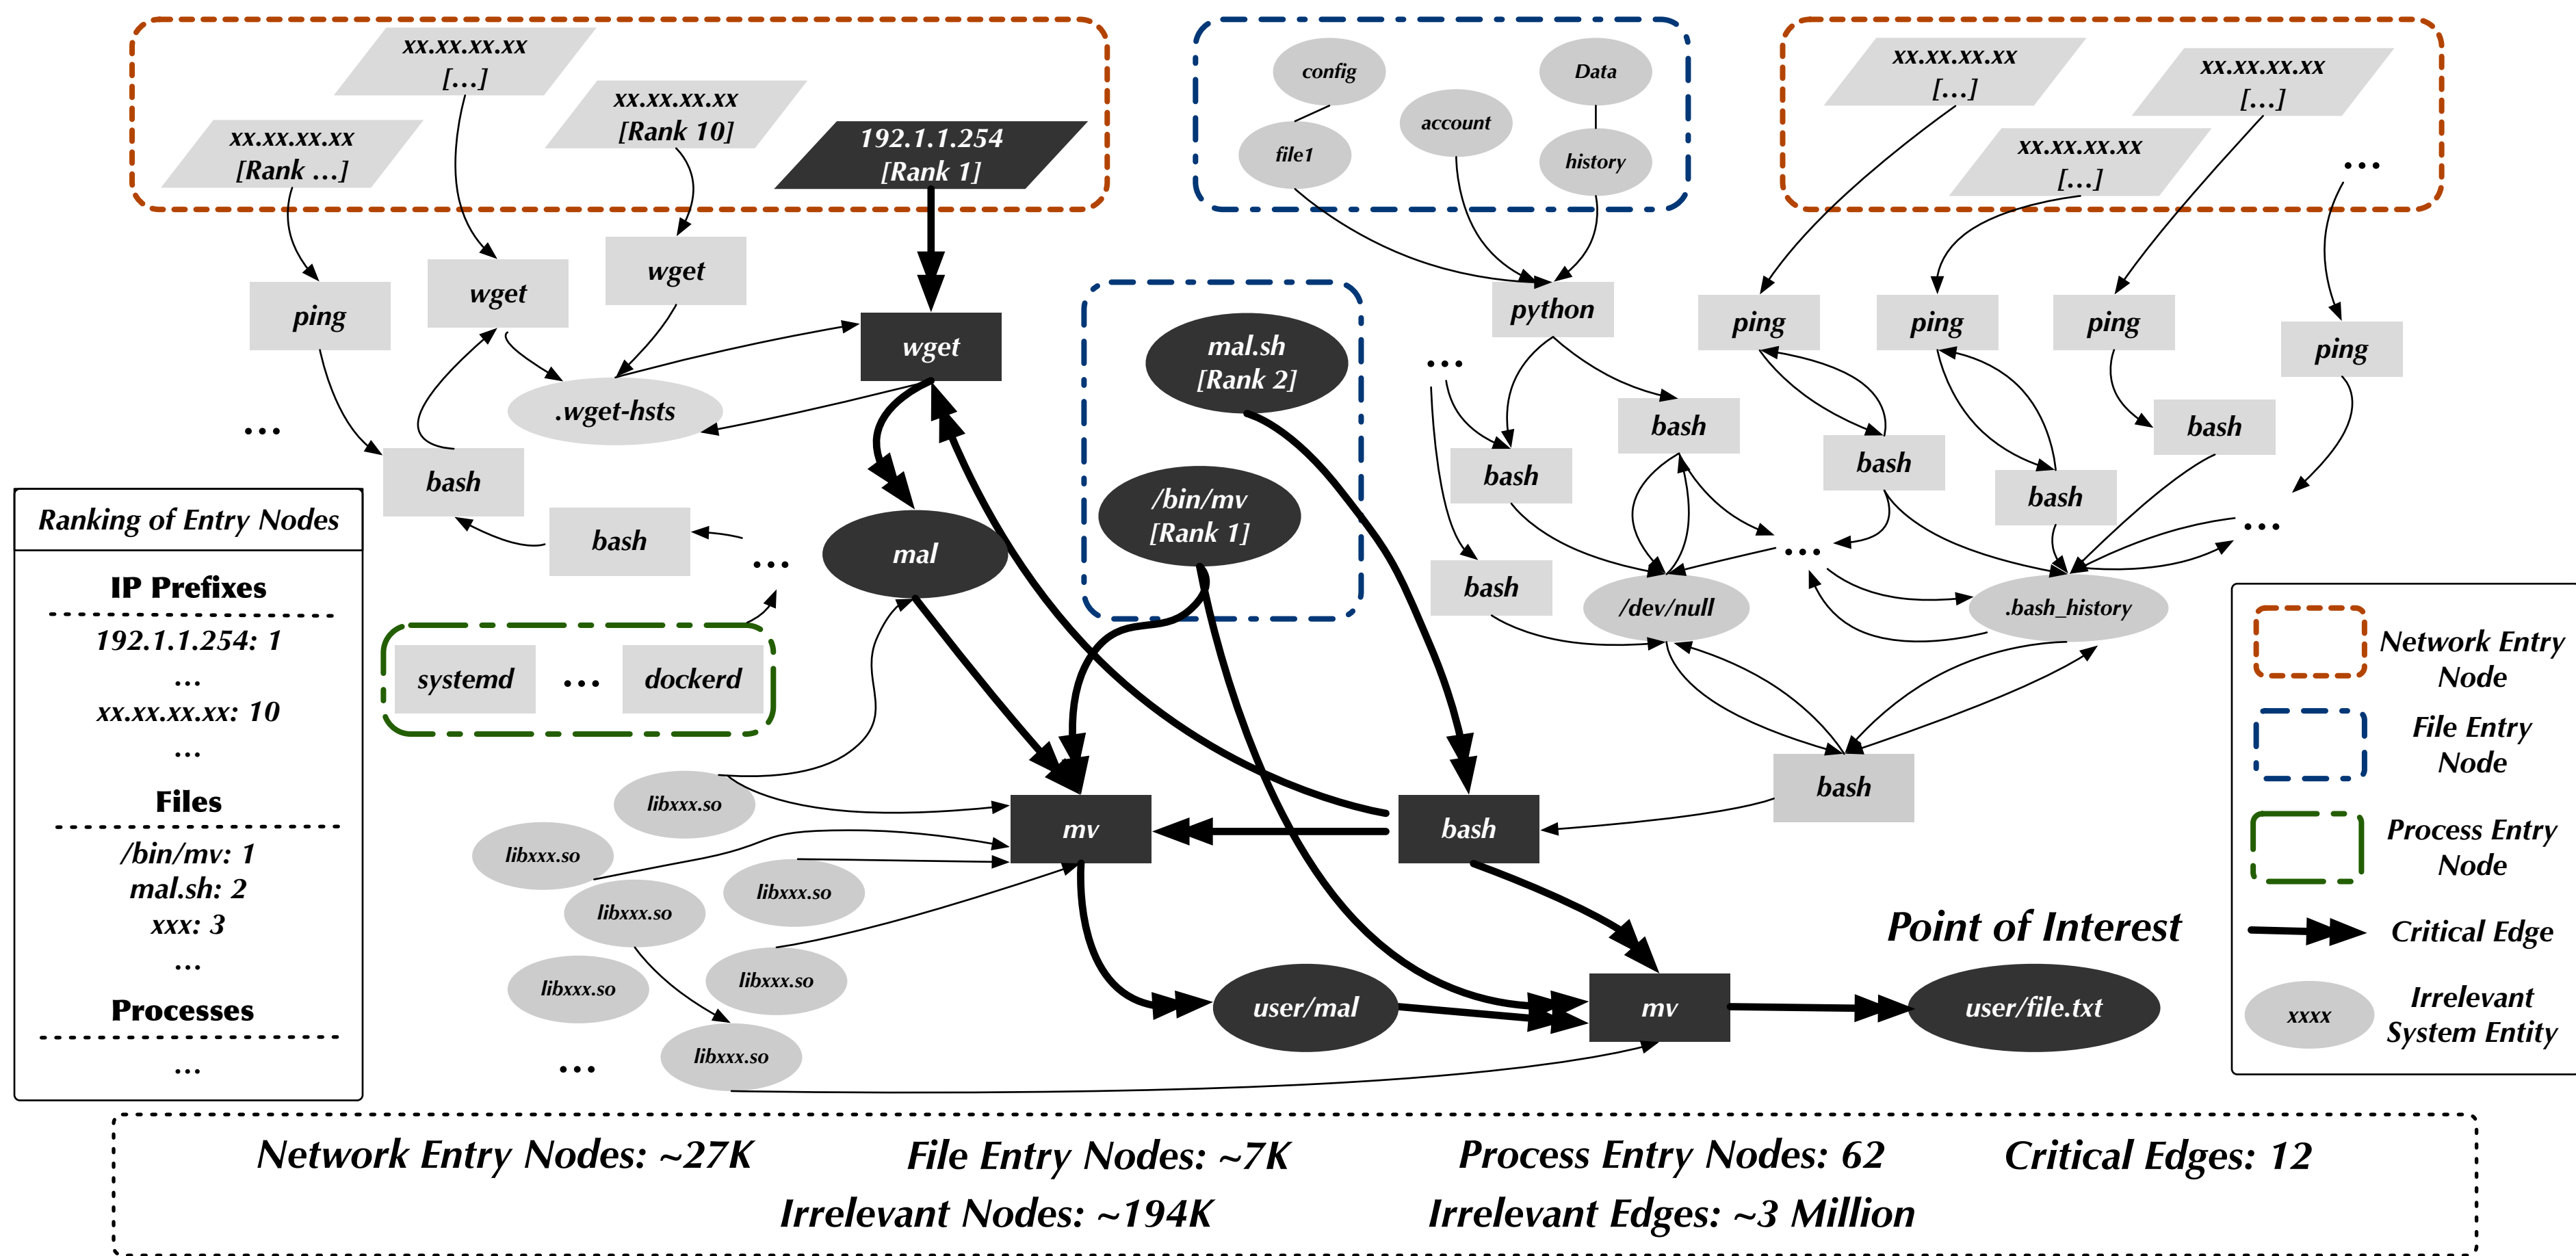 xx.xx.xx.xx
[...]
xx.xx.xx.xx
[Rank 10]
xx.xx.xx.xx
[Rank ...]
192.1.1.254
[Rank 1]
config
Data
account
file1
history
xx.xx.xx.xx
[...]
xx.xx.xx.xx
[...]
xx.xx.xx.xx
[...]
...
ping
wget
wget
wget
.wget-hsts
...
bash
bash
...
mal
systemd
...
dockerd
mal.sh
[Rank 2]
/bin/mv
[Rank 1]
python
ping
ping
ping
ping
...
bash
bash
bash
bash
bash
bash
...
...
/dev/null
.bash_history
bash
Ranking of Entry Nodes
IP Prefixes
192.1.1.254: 1
...
xx.xx.xx.xx: 10
...
Files
/bin/mv: 1
mal.sh: 2
xxx: 3
...
Processes
...
libxxx.so
libxxx.so
libxxx.so
libxxx.so
libxxx.so
libxxx.so
libxxx.so
...
mv
bash
user/mal
mv
Point of Interest
user/file.txt
Network Entry
Node
File Entry
Node
Process Entry
Node
Critical Edge
xxxx
Irrelevant
System Entity
Network Entry Nodes: ~27K
File Entry Nodes: ~7K
Process Entry Nodes: 62
Critical Edges: 12
Irrelevant Nodes: ~194K
Irrelevant Edges: ~3 Million